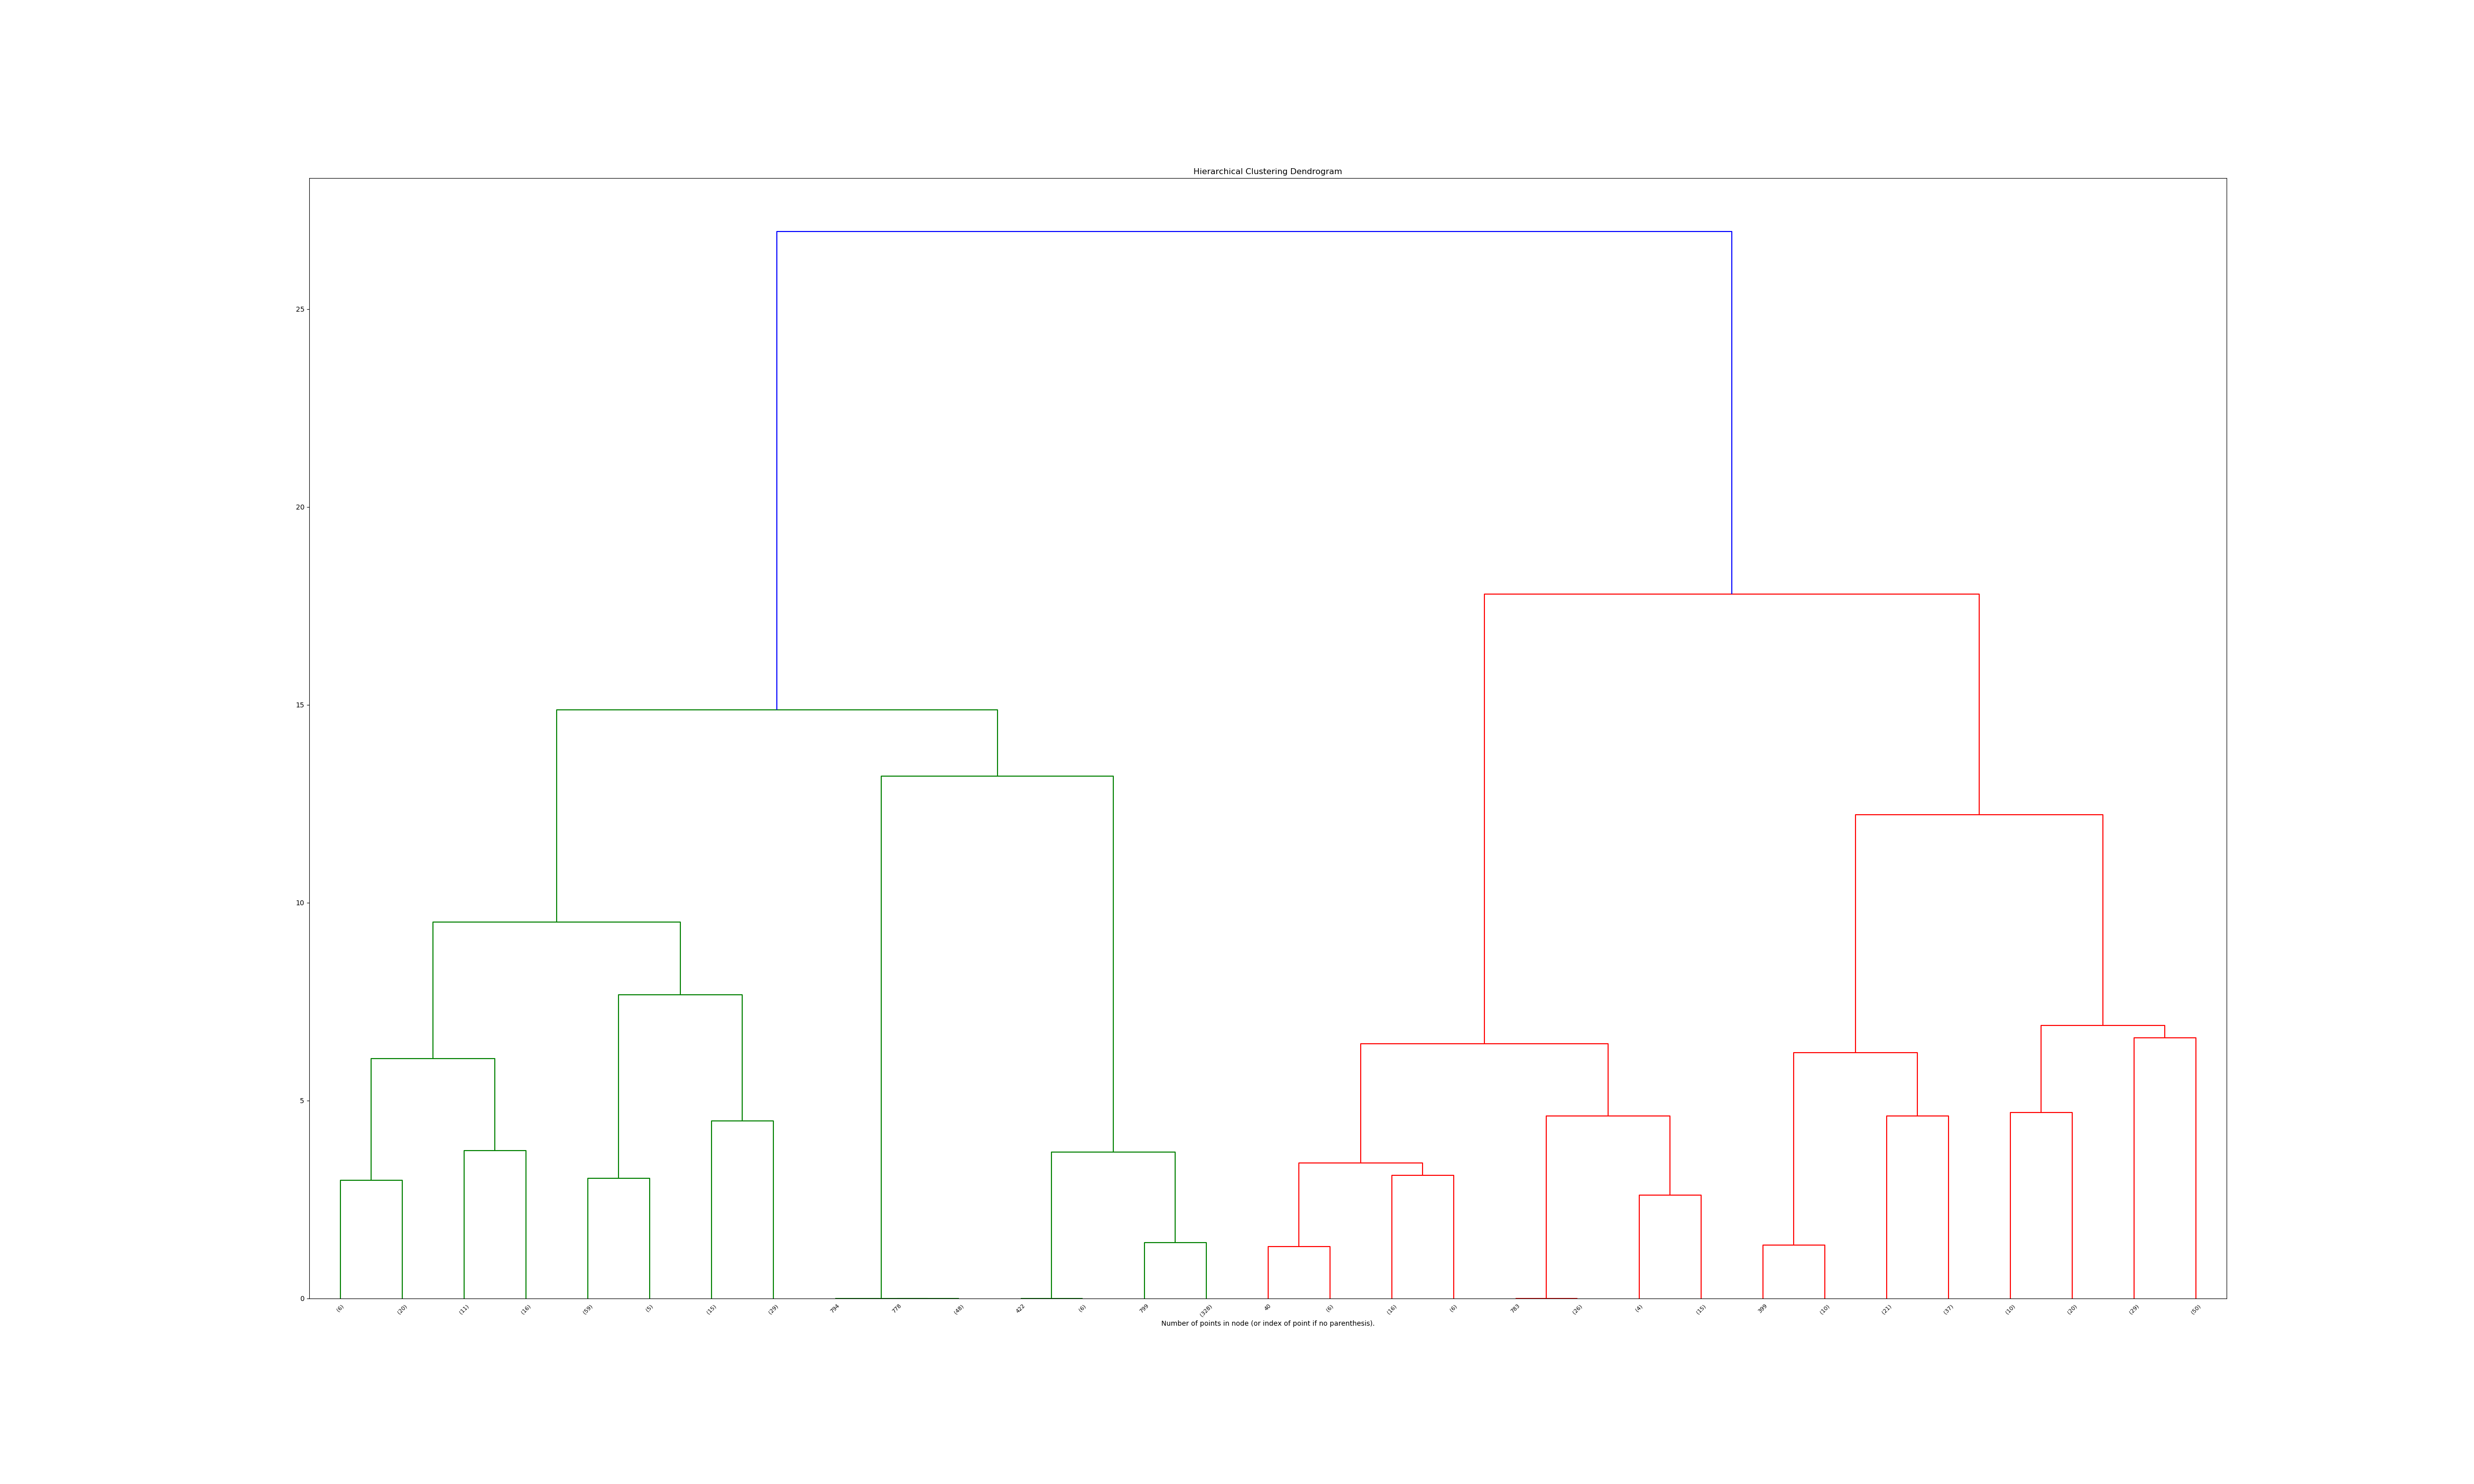 Hierarchical Clustering Dendrogram
25
20
15
10
5
0
(6) (20) (11) (16) (59) (5) (15) (29) 794 778 (48) 422 (6) 799 (328) 40 (6) (16) (6) 783 (26) (4) (15) 399 (10) (21) (37) (10) (20) (29) (50)
Number of points in node (or index of point if no parenthesis).